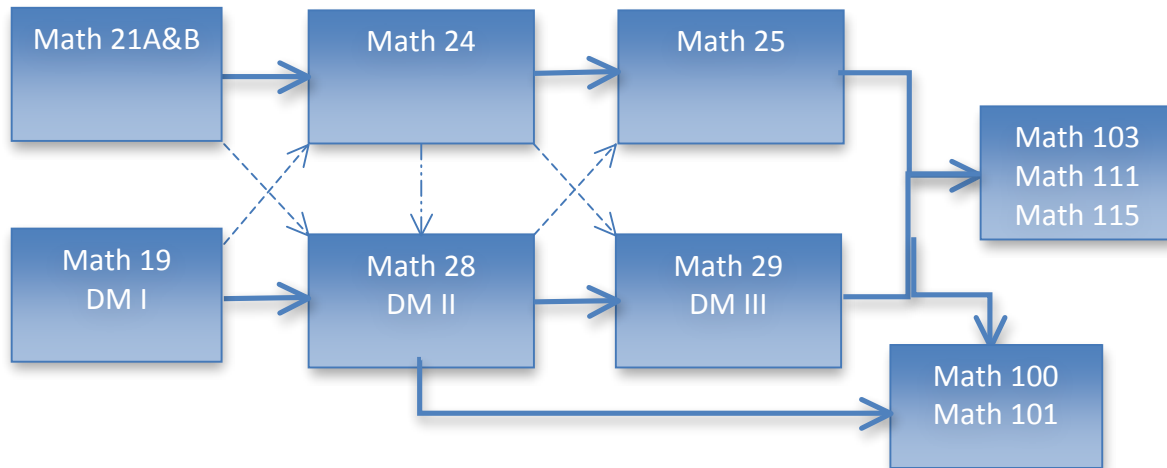 Math 21A&B
Math 24
Math 25
Math 103
Math 111
Math 115
Math 19
DM I
Math 28
DM II
Math 29
DM III
Math 100
Math 101